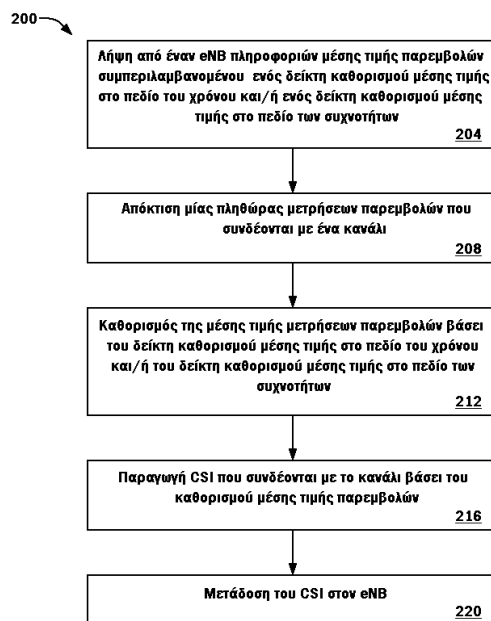 200
Λήψη από έναν eNB πληροφοριών μέσης τιμής παρεμβολών
συμπεριλαμβανομένου ενός δείκτη καθορισμού μέσης τιμής
στο πεδίο του χρόνου και/ή ενός δείκτη καθορισμού μέσης
τιμής στο πεδίο των συχνοτήτων
204
Απόκτιση μίας πληθώρας μετρήσεων παρεμβολών που
συνδέονται με ένα κανάλι
208
Καθορισμός της μέσης τιμής μετρήσεων παρεμβολών βάσει
του δείκτη καθορισμού μέσης τιμής στο πεδίο του χρόνου
και/ή του δείκτη καθορισμού μέσης τιμής στο πεδίο των
συχνοτήτων
212
Παραγωγή CSI που συνδέονται με το κανάλι βάσει του
καθορισμού μέσης τιμής παρεμβολών
216
Μετάδοση του CSI στον eNB
220